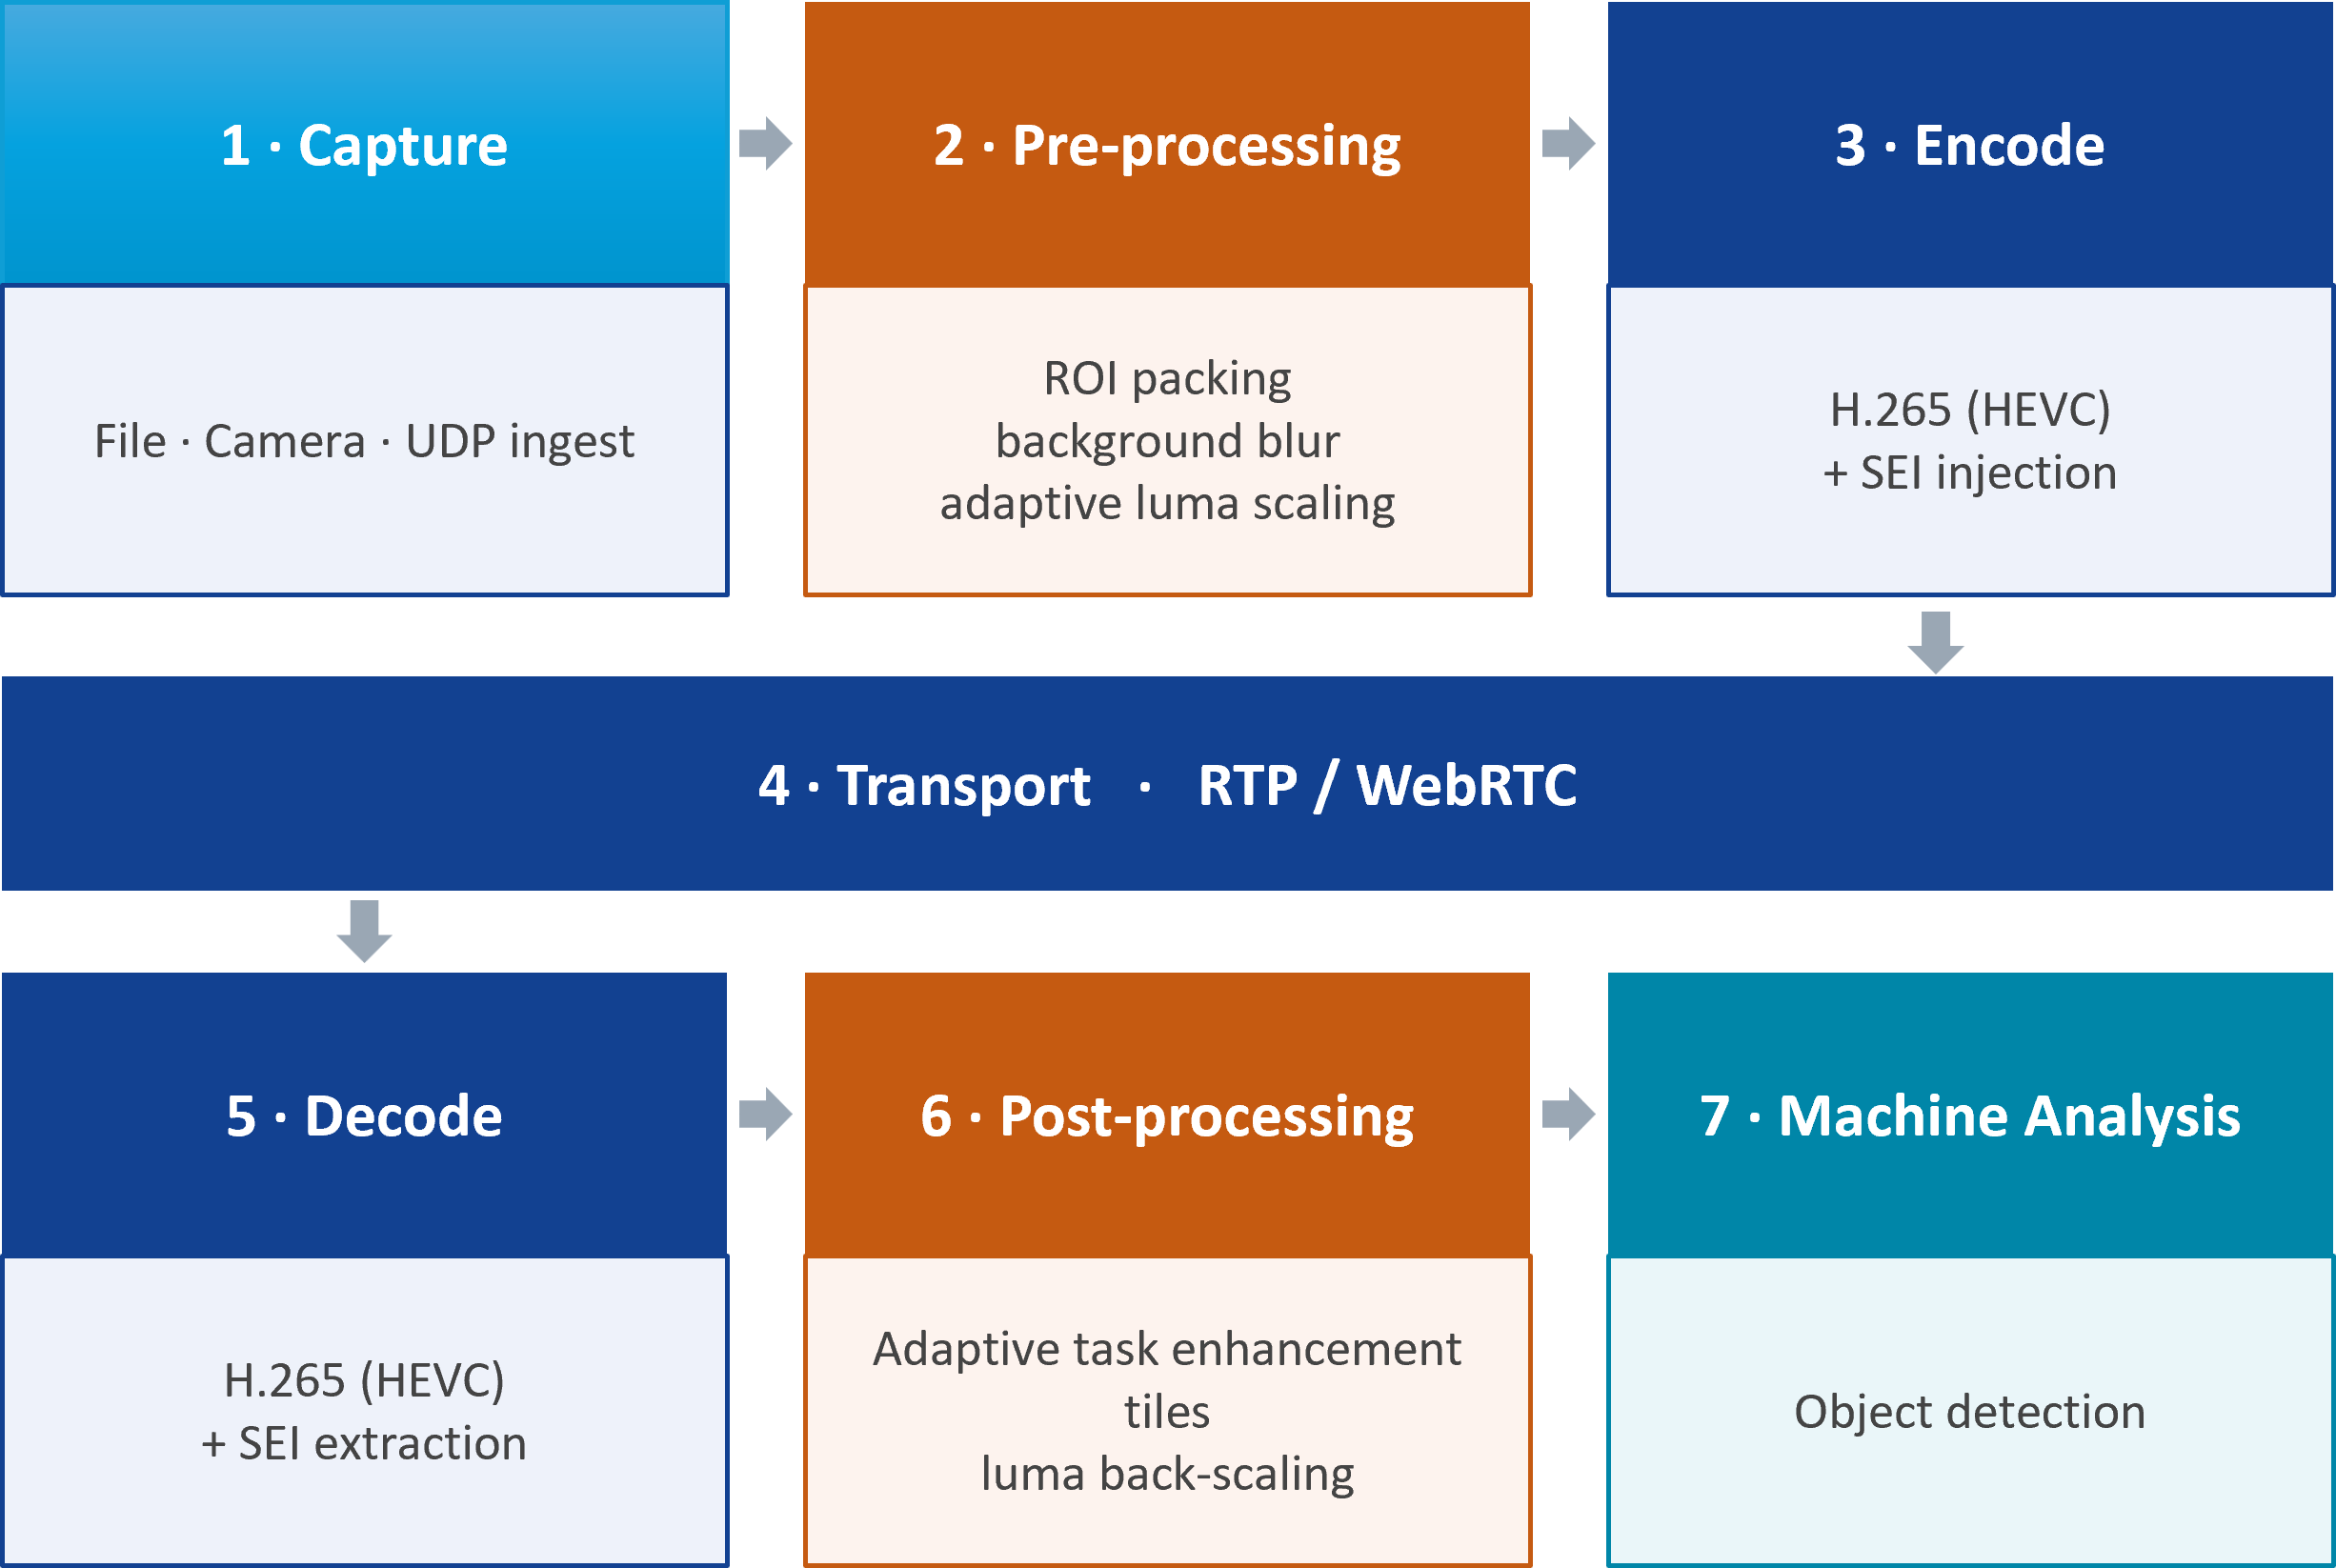 1 · Capture
2 · Pre-processing
3 · Encode
File · Camera · UDP ingest
ROI packing
background blur
adaptive luma scaling
H.265 (HEVC)
+ SEI injection
4 · Transport · RTP / WebRTC
5 · Decode
6 · Post-processing
7 · Machine Analysis
H.265 (HEVC)
+ SEI extraction
Adaptive task enhancement
tiles
luma back-scaling
Object detection